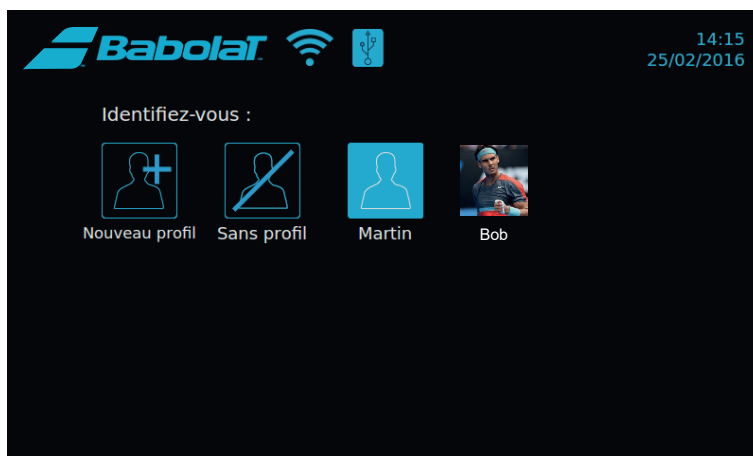 BabolaT
14:15
25/02/2016
Identifiez-vous :
Nouveau profil
Sans profil
Martin
Bob